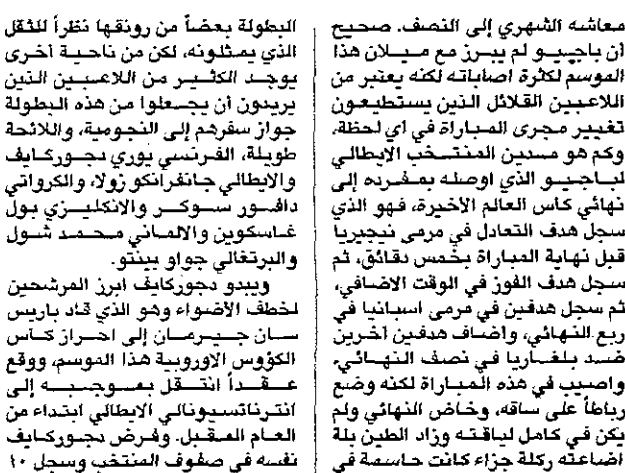 معاشه الشهري إلى النصف. صحيح
أن باجيو لم يبرز مع ميلان هذا
الموسم لكثرة اصاباته لكنه يعتبر من
اللاعبين القلائل الذين يستطيعون
تغيير مجرى المباراة في أي لحظة،
وكم هو مدين المنتخب الايطالي
لباجيو الذي اوصله بمفرده إلى
نهائي كأس العالم الأخيرة، فهو الذي
سجل هدف التعادل في مرمى نيجيريا
قبل نهاية المباراة بخمس دقائق، ثم
سجل هدف الفوز في الوقت الاضافي،
ثم سجل هدفين في مرمى اسبانيا في
ربع النهائي، واضاف هدفين آخرين
ضد بلغاريا في نصف النهائي،
واصيب في هذه المباراة لكنه وضع
رباطاً على ساقه، وخاض النهائي ولم
يكن في كامل لياقته وزاد الطين بلة
اضاعته ركلة جزاء كانت حاسمة في
البطولة بعضاً من رونقها نظراً للثقل
الذي يمثلونه، لكن من ناحية أخرى
يوجد الكثير من اللاعبين الذين
يريدون أن يجعلوا من هذه البطولة
جواز سفرهم إلى النجومية، واللائحة
طويلة، الفرنسي يوري دجوركايف
والايطالي جانفرانكو زولا، والكرواتي
دافور سوكر والانكليزي بول
غاسكوين والالماني محمد شول
والبرتغالي جواو بينتو.
ويبدو دجوركايف ابرز المرشحين
لخطف الأضواء وهو الذي قاد باريس
سان جيرمان إلى احراز كأس
الكؤوس الاوروبية هذا الموسم، ووقع
عقداً انتقل بموجبه إلى
انترناتسيونالي الايطالي ابتداء من
العام المقبل. وفرض دجوركايف
نفسه في صفوف المنتخب وسجل ١٠